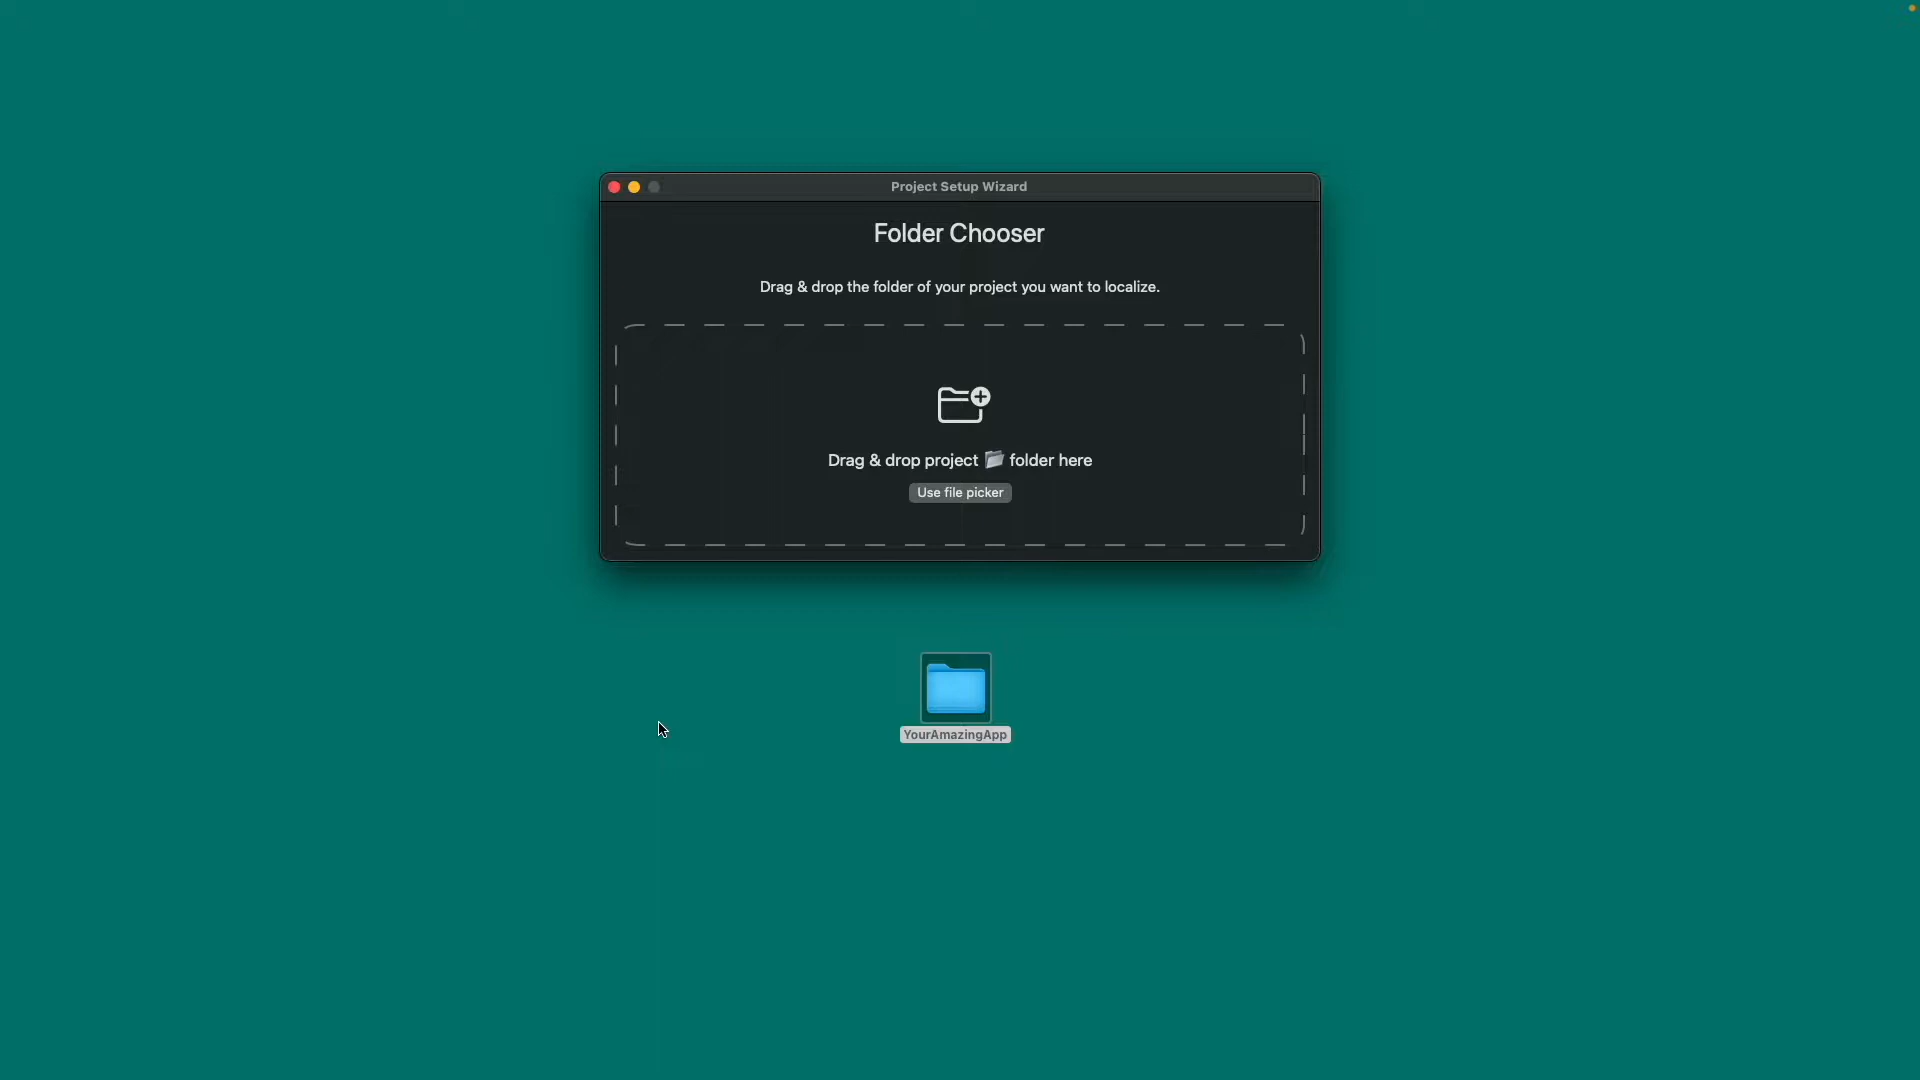 Project Setup Wizard
Folder Chooser
Drag & drop the folder of your project you want to localize.
Drag & drop project 📁 folder here
Use file picker
YourAmazingApp